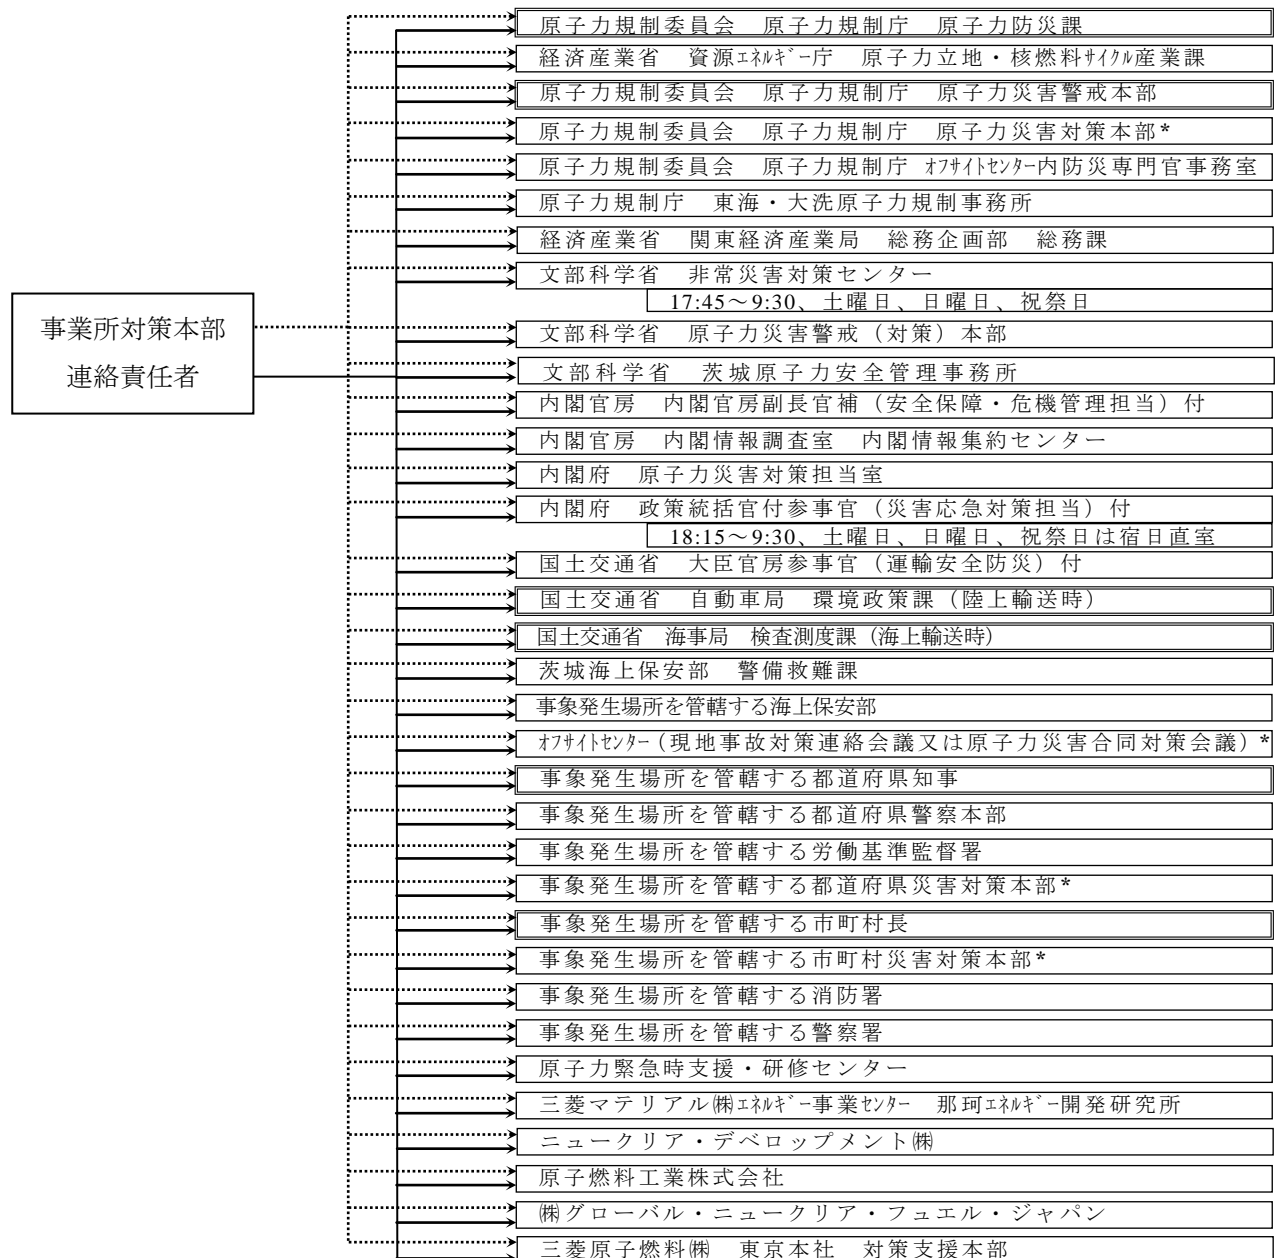 原子力規制委員会　原子力規制庁　原子力防災課
経済産業省　資源ｴﾈﾙｷﾞｰ庁　原子力立地・核燃料ｻｲｸﾙ産業課
原子力規制委員会　原子力規制庁　原子力災害警戒本部
原子力規制委員会　原子力規制庁　原子力災害対策本部*
原子力規制委員会　原子力規制庁 ｵﾌｻｲﾄｾﾝﾀｰ内防災専門官事務室
原子力規制庁　東海・大洗原子力規制事務所
経済産業省　関東経済産業局　総務企画部　総務課
文部科学省　非常災害対策センター
17:45～9:30、土曜日、日曜日、祝祭日
事業所対策本部
連絡責任者
文部科学省　原子力災害警戒（対策）本部
文部科学省　茨城原子力安全管理事務所
内閣官房　内閣官房副長官補（安全保障・危機管理担当）付
内閣官房　内閣情報調査室　内閣情報集約センター
内閣府　原子力災害対策担当室
内閣府　政策統括官付参事官（災害応急対策担当）付
18:15～9:30、土曜日、日曜日、祝祭日は宿日直室
国土交通省　大臣官房参事官（運輸安全防災）付
国土交通省　自動車局　環境政策課（陸上輸送時）
国土交通省　海事局　検査測度課（海上輸送時）
茨城海上保安部　警備救難課
事象発生場所を管轄する海上保安部
ｵﾌｻｲﾄｾﾝﾀｰ（現地事故対策連絡会議又は原子力災害合同対策会議）*
事象発生場所を管轄する都道府県知事
事象発生場所を管轄する都道府県警察本部
事象発生場所を管轄する労働基準監督署
事象発生場所を管轄する都道府県災害対策本部*
事象発生場所を管轄する市町村長
事象発生場所を管轄する市町村災害対策本部*
事象発生場所を管轄する消防署
事象発生場所を管轄する警察署
原子力緊急時支援・研修センター
三菱マテリアル㈱ｴﾈﾙｷﾞｰ事業ｾﾝﾀｰ　那珂ｴﾈﾙｷﾞｰ開発研究所
ニュークリア・デベロップメント㈱
原子燃料工業株式会社
㈱グローバル・ニュークリア・フュエル・ジャパン
三菱原子燃料㈱　東京本社　対策支援本部